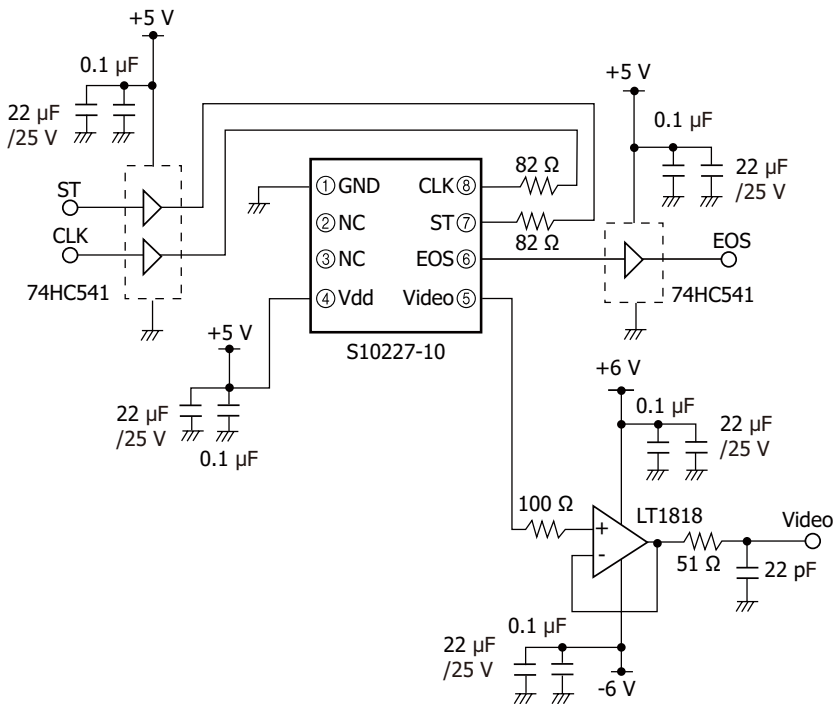 +5 V
0.1 µF
22 µF
/25 V
ST
CLK
74HC541
+5 V
0.1 µF
22 µF
/25 V
EOS
74HC541
82 Ω
82 Ω
①GND
②NC
③NC
④Vdd
CLK⑧
ST⑦
EOS⑥
Video⑤
S10227-10
+5 V
22 µF
/25 V
0.1 µF
+6 V
0.1 µF
22 µF
/25 V
100 Ω
+
-
LT1818
51 Ω
Video
22 pF
22 µF
/25 V
0.1 µF
-6 V